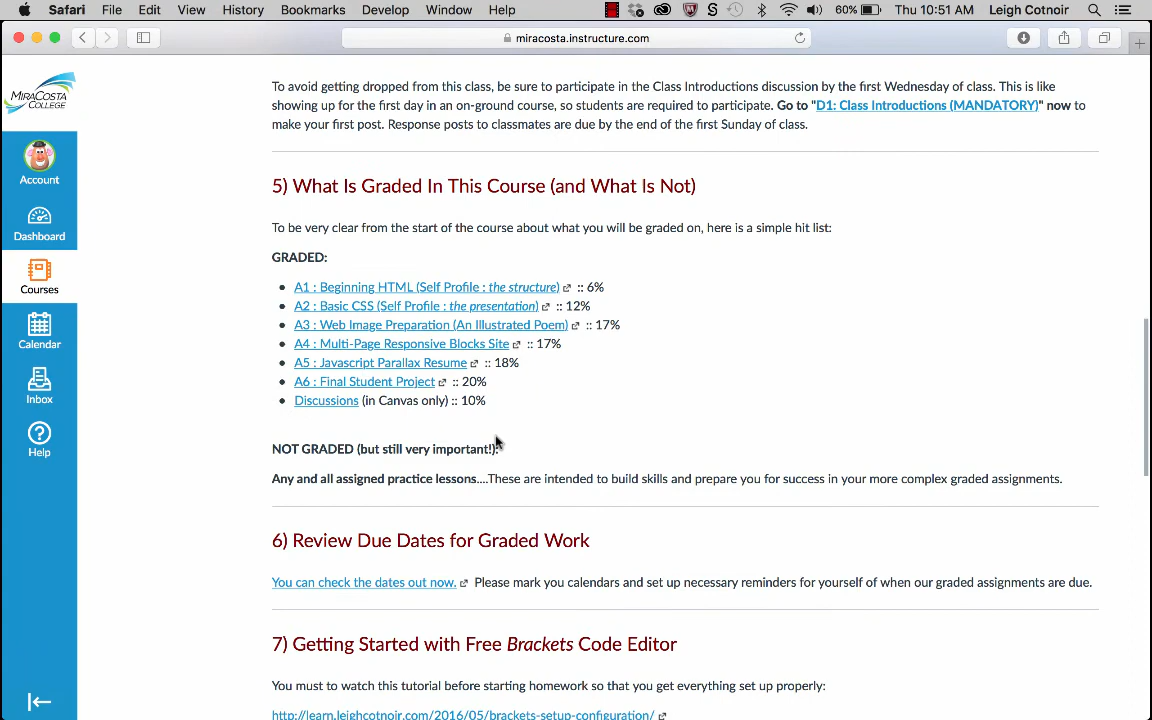 Safari File Edit View History Bookmarks Develop Window Help 60% Thu 10:51 AM Leigh Cotnoir
miracosta.instructure.com
MIRACOSTA COLLEGE
Account
Dashboard
Courses
Calendar
Inbox
Help
To avoid getting dropped from this class, be sure to participate in the Class Introductions discussion by the first Wednesday of class. This is like
showing up for the first day in an on-ground course, so students are required to participate. Go to "D1: Class Introductions (MANDATORY)" now to
make your first post. Response posts to classmates are due by the end of the first Sunday of class.
5) What Is Graded In This Course (and What Is Not)
To be very clear from the start of the course about what you will be graded on, here is a simple hit list:
GRADED:
• A1 : Beginning HTML (Self Profile : the structure) :: 6%
• A2 : Basic CSS (Self Profile : the presentation) :: 12%
• A3 : Web Image Preparation (An Illustrated Poem) :: 17%
• A4 : Multi-Page Responsive Blocks Site :: 17%
• A5 : Javascript Parallax Resume :: 18%
• A6 : Final Student Project :: 20%
• Discussions (in Canvas only) :: 10%
NOT GRADED (but still very important!):
Any and all assigned practice lessons....These are intended to build skills and prepare you for success in your more complex graded assignments.
6) Review Due Dates for Graded Work
You can check the dates out now. Please mark you calendars and set up necessary reminders for yourself of when our graded assignments are due.
7) Getting Started with Free Brackets Code Editor
You must to watch this tutorial before starting homework so that you get everything set up properly:
http://learn.leighcotnoir.com/2016/05/brackets-setup-configuration/